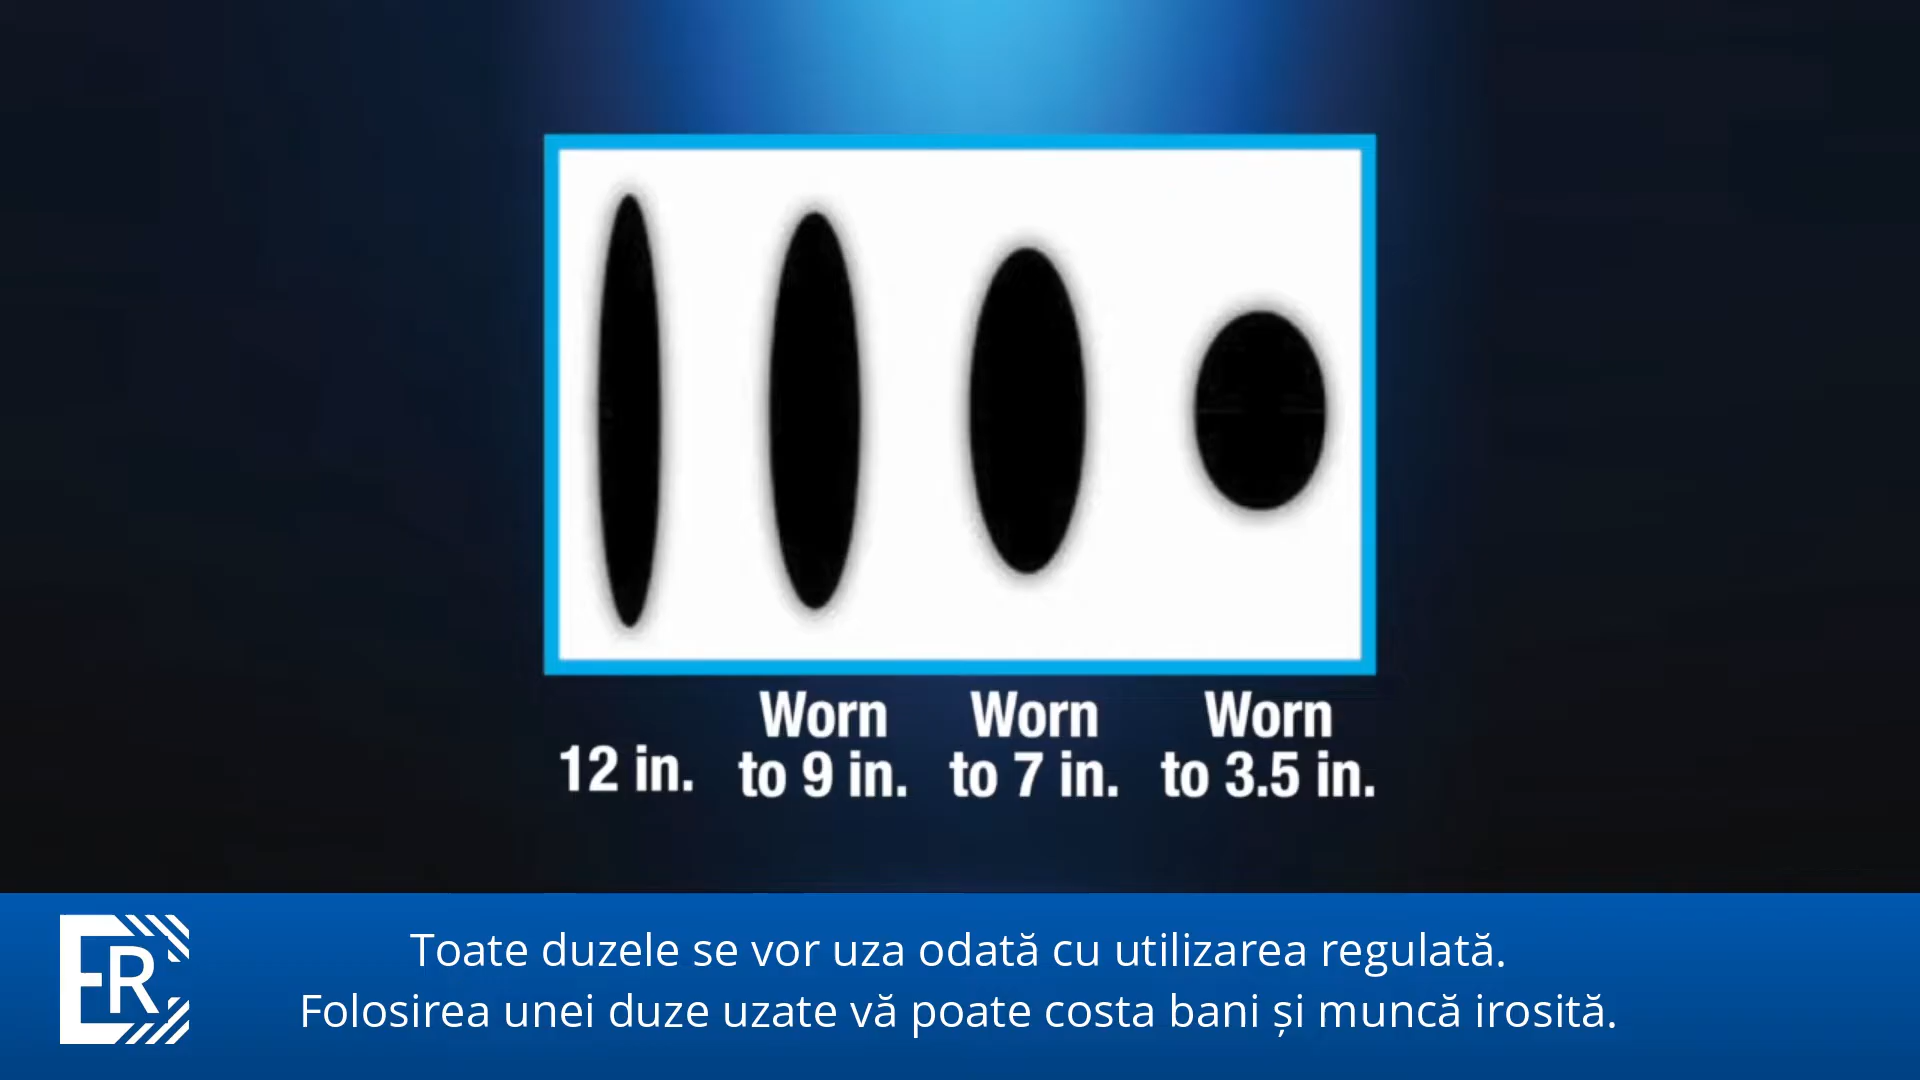 12 in.
Worn
to 9 in.
Worn
to 7 in.
Worn
to 3.5 in.
ER
Toate duzele se vor uza odată cu utilizarea regulată.
Folosirea unei duze uzate vă poate costa bani și muncă irosită.